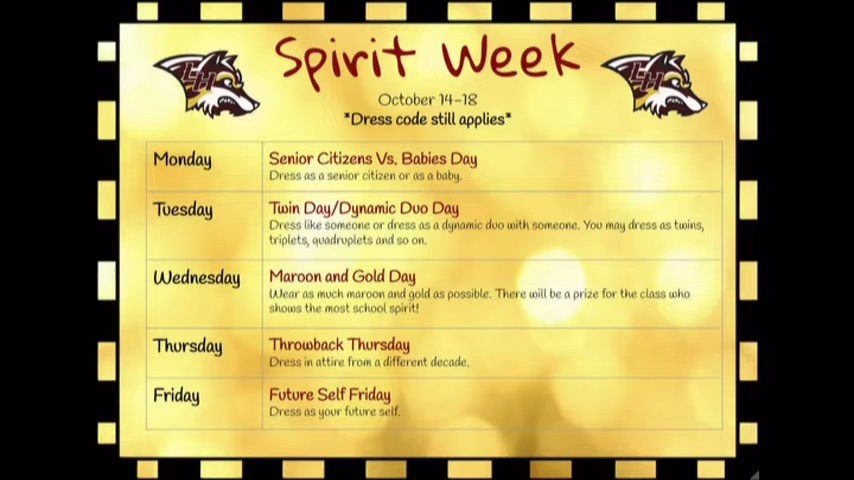 Spirit Week
October 14-18
*Dress code still applies*
Monday
Senior Citizens Vs. Babies Day
Dress as a senior citizen or as a baby.
Tuesday
Twin Day/Dynamic Duo Day
Dress like someone or dress as a dynamic duo with someone. You may dress as twins,
triplets, quadruplets and so on.
Wednesday
Maroon and Gold Day
Wear as much maroon and gold as possible. There will be a prize for the class who
shows the most school spirit!
Thursday
Throwback Thursday
Dress in attire from a different decade.
Friday
Future Self Friday
Dress as your future self.